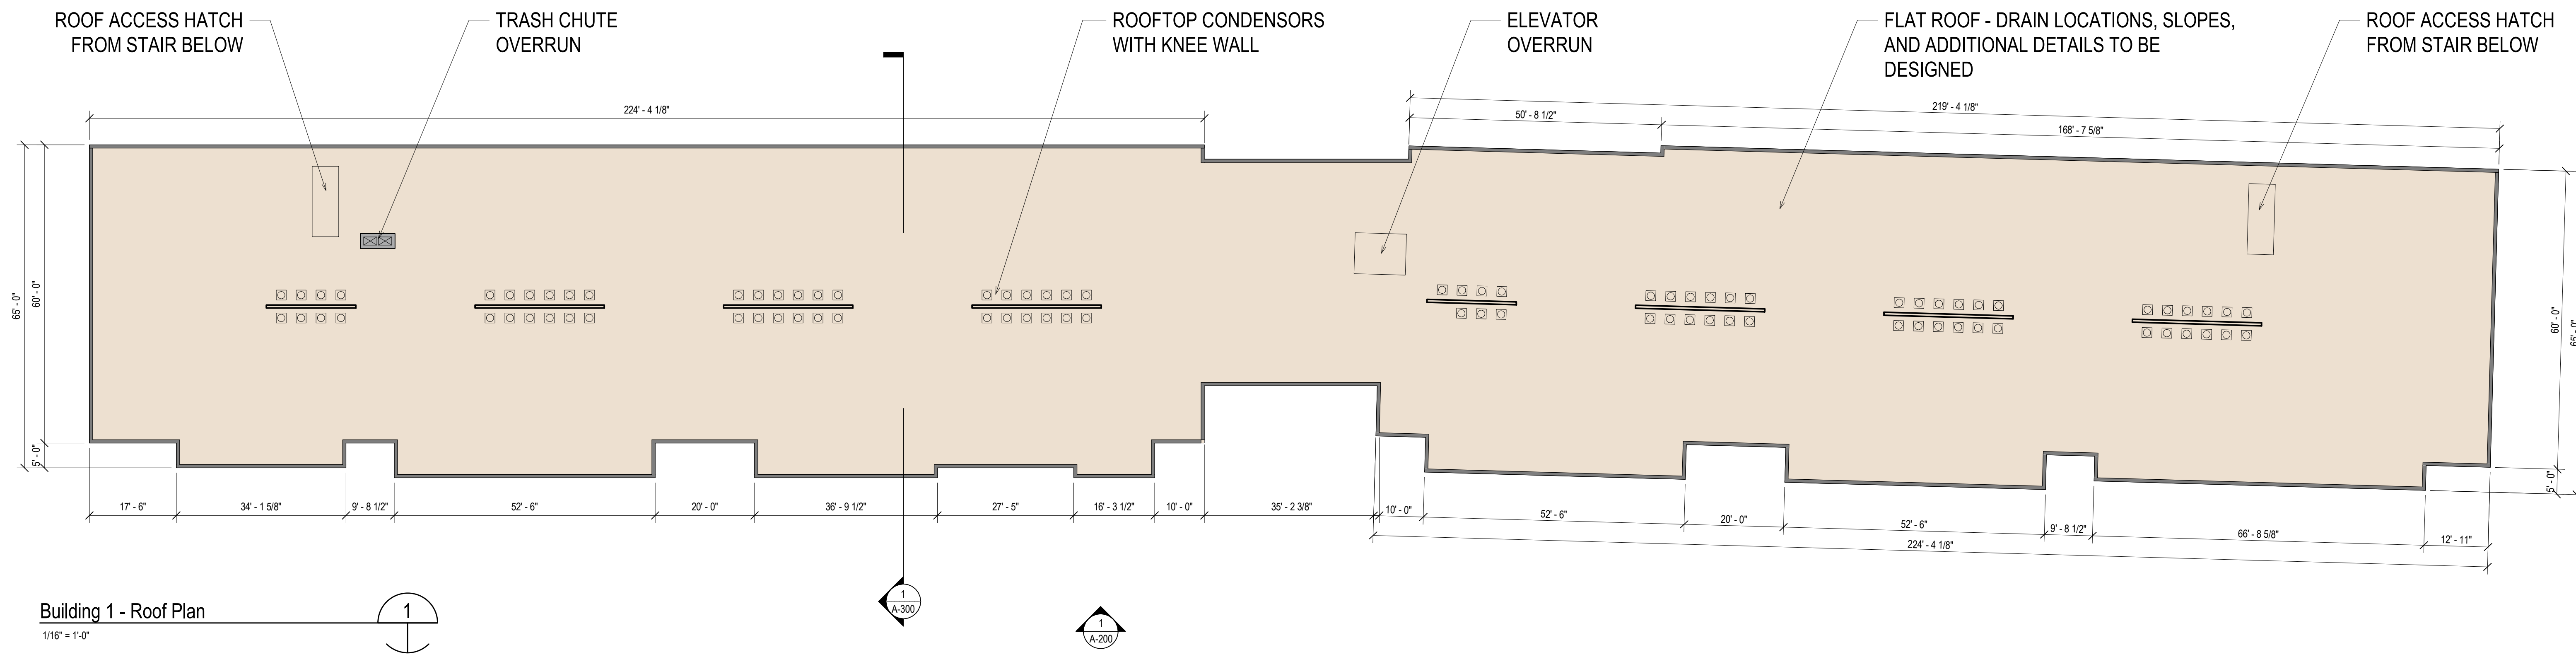 ROOF ACCESS HATCH
FROM STAIR BELOW
TRASH CHUTE
OVERRUN
ROOFTOP CONDENSORS
WITH KNEE WALL
ELEVATOR
OVERRUN
FLAT ROOF - DRAIN LOCATIONS, SLOPES,
AND ADDITIONAL DETAILS TO BE
DESIGNED
ROOF ACCESS HATCH
FROM STAIR BELOW
224' - 4 1/8"
219' - 4 1/8"
50' - 8 1/2"
168' - 7 5/8"
65' - 0"
60' - 0"
5' - 0"
60' - 0"
65' - 0"
5' - 0"
17' - 6"
34' - 1 5/8"
9' - 8 1/2"
52' - 6"
20' - 0"
36' - 9 1/2"
27' - 5"
16' - 3 1/2"
10' - 0"
35' - 2 3/8"
10' - 0"
52' - 6"
20' - 0"
52' - 6"
9' - 8 1/2"
66' - 8 5/8"
12' - 11"
224' - 4 1/8"
1
A-300
1
A-200
Building 1 - Roof Plan
1
1/16" = 1'-0"